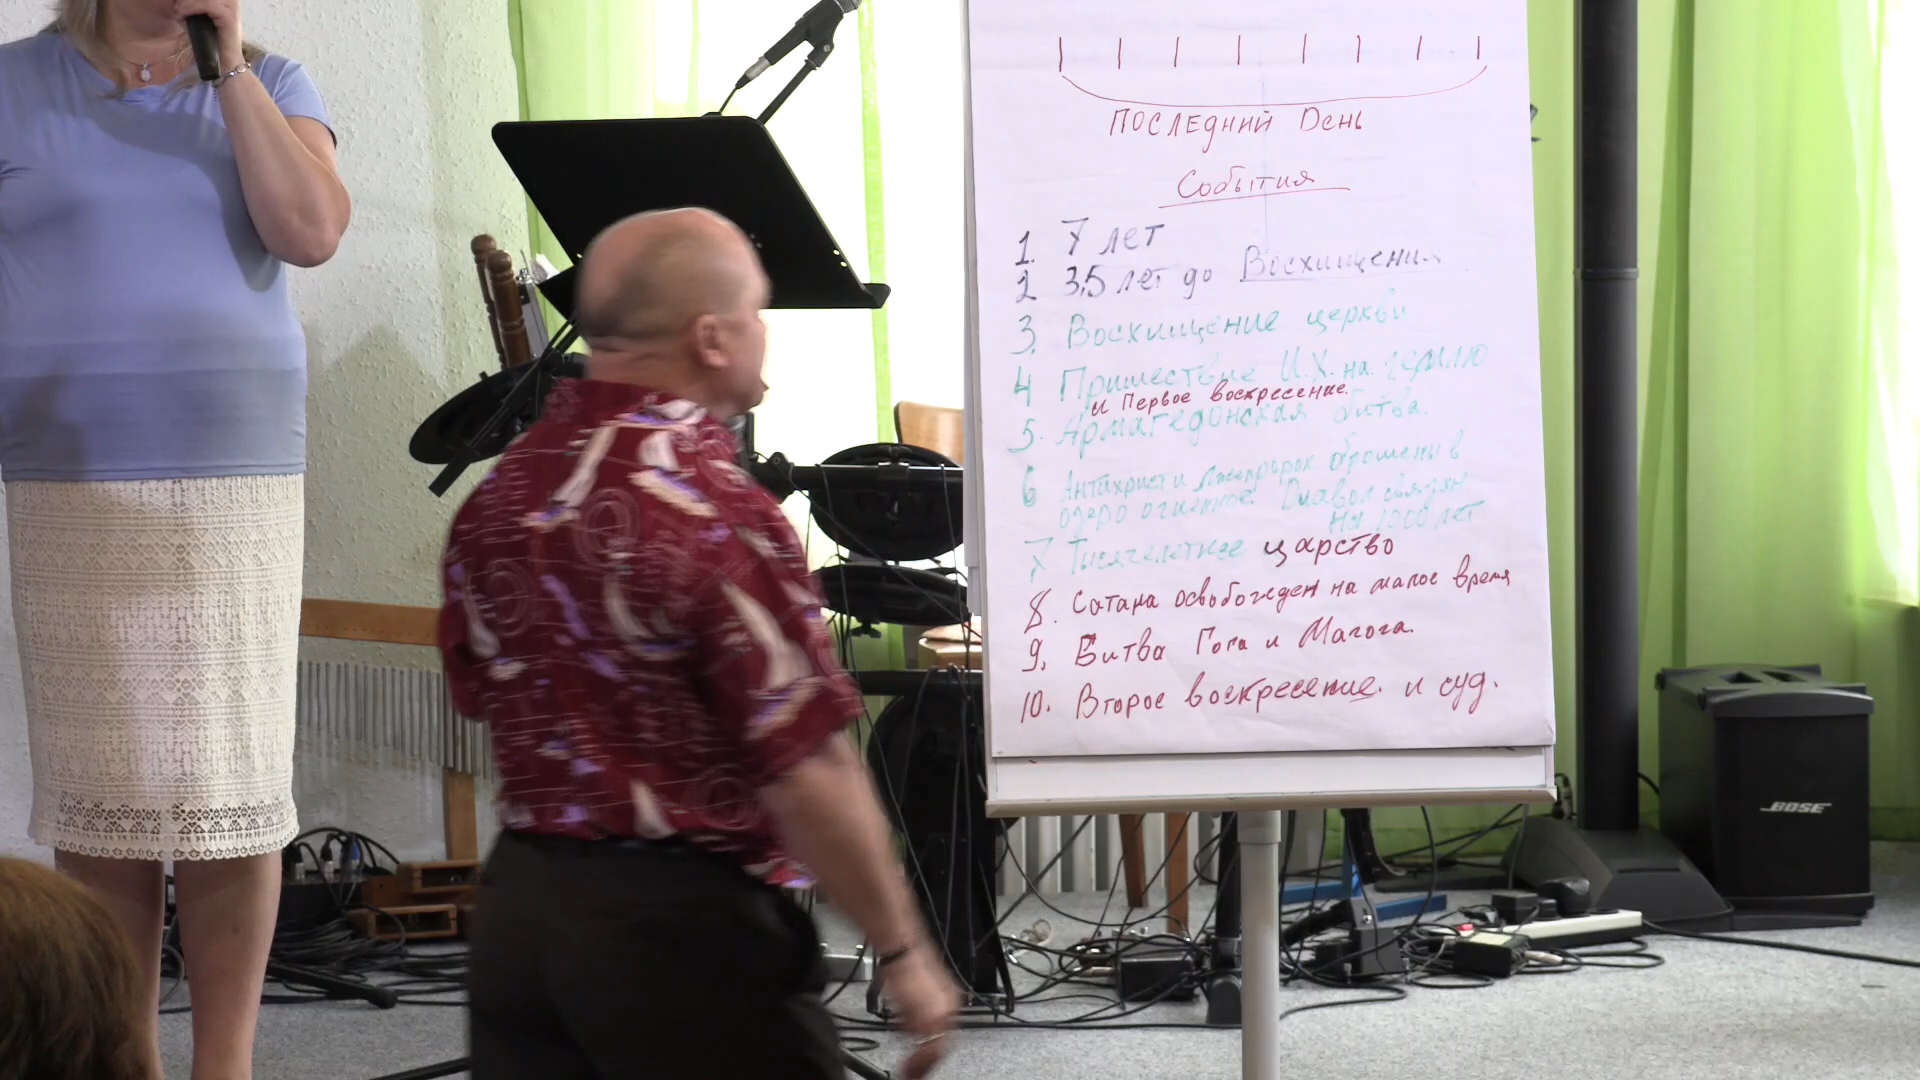 ПОСЛЕДНИЙ DEНЬ
События
1. 7 лет
2 3,5 лет до Восхищения
3. Восхищение церкви
4 Пришествие И.Х. на землю
и Первое воскресение.
5. Армагедонская битва.
6 Антихрист и лжепророк брошены в
озеро огненное. Диавол связан
на 1000 лет
7 Тысячелетнее царство
8. Сатана освобожден на малое время
9. Битва Гога и Магога.
10. Второе воскресение. и суд.
BOSE